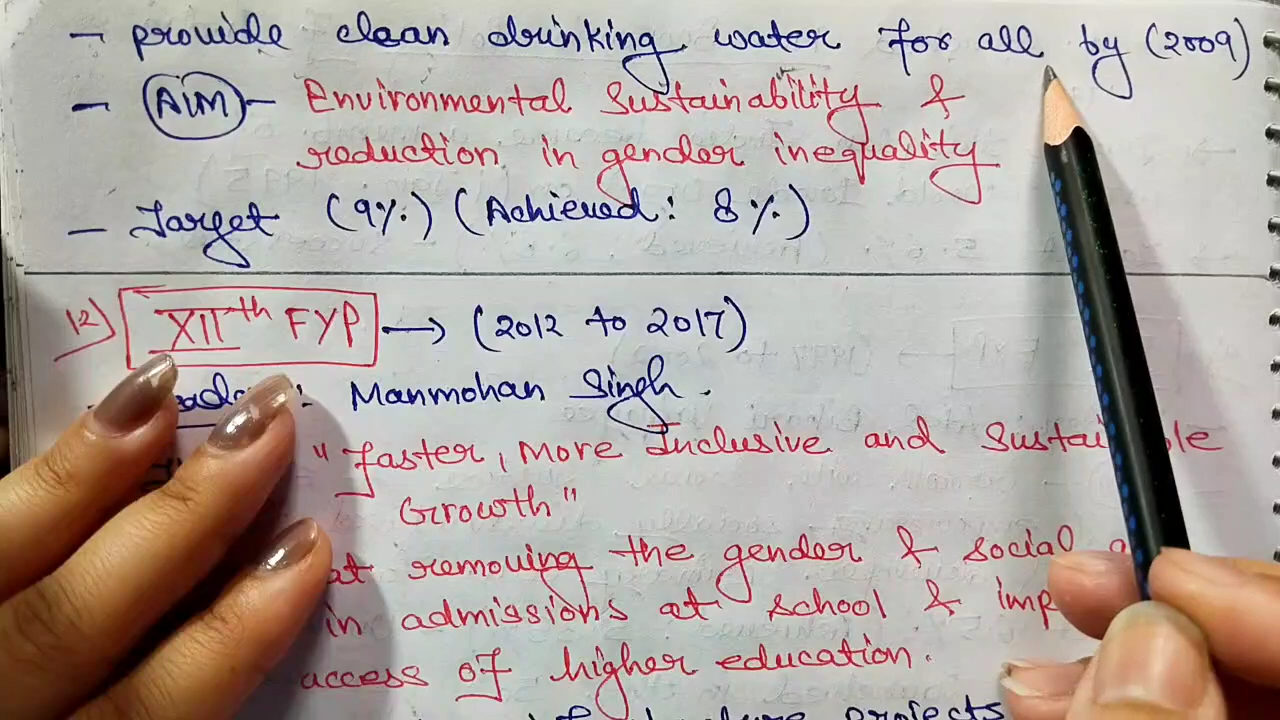 - provide clean drinking water for all by (2009)
- AIM - Environmental Sustainability &
reduction in gender inequality
- Target (9%) (Achieved: 8%)
12) XIIth FYP → (2012 to 2017)
: Manmohan Singh.
"faster, More Inclusive and
Growth"
at removing the gender & social
in admissions at school &
access of higher education.
projects